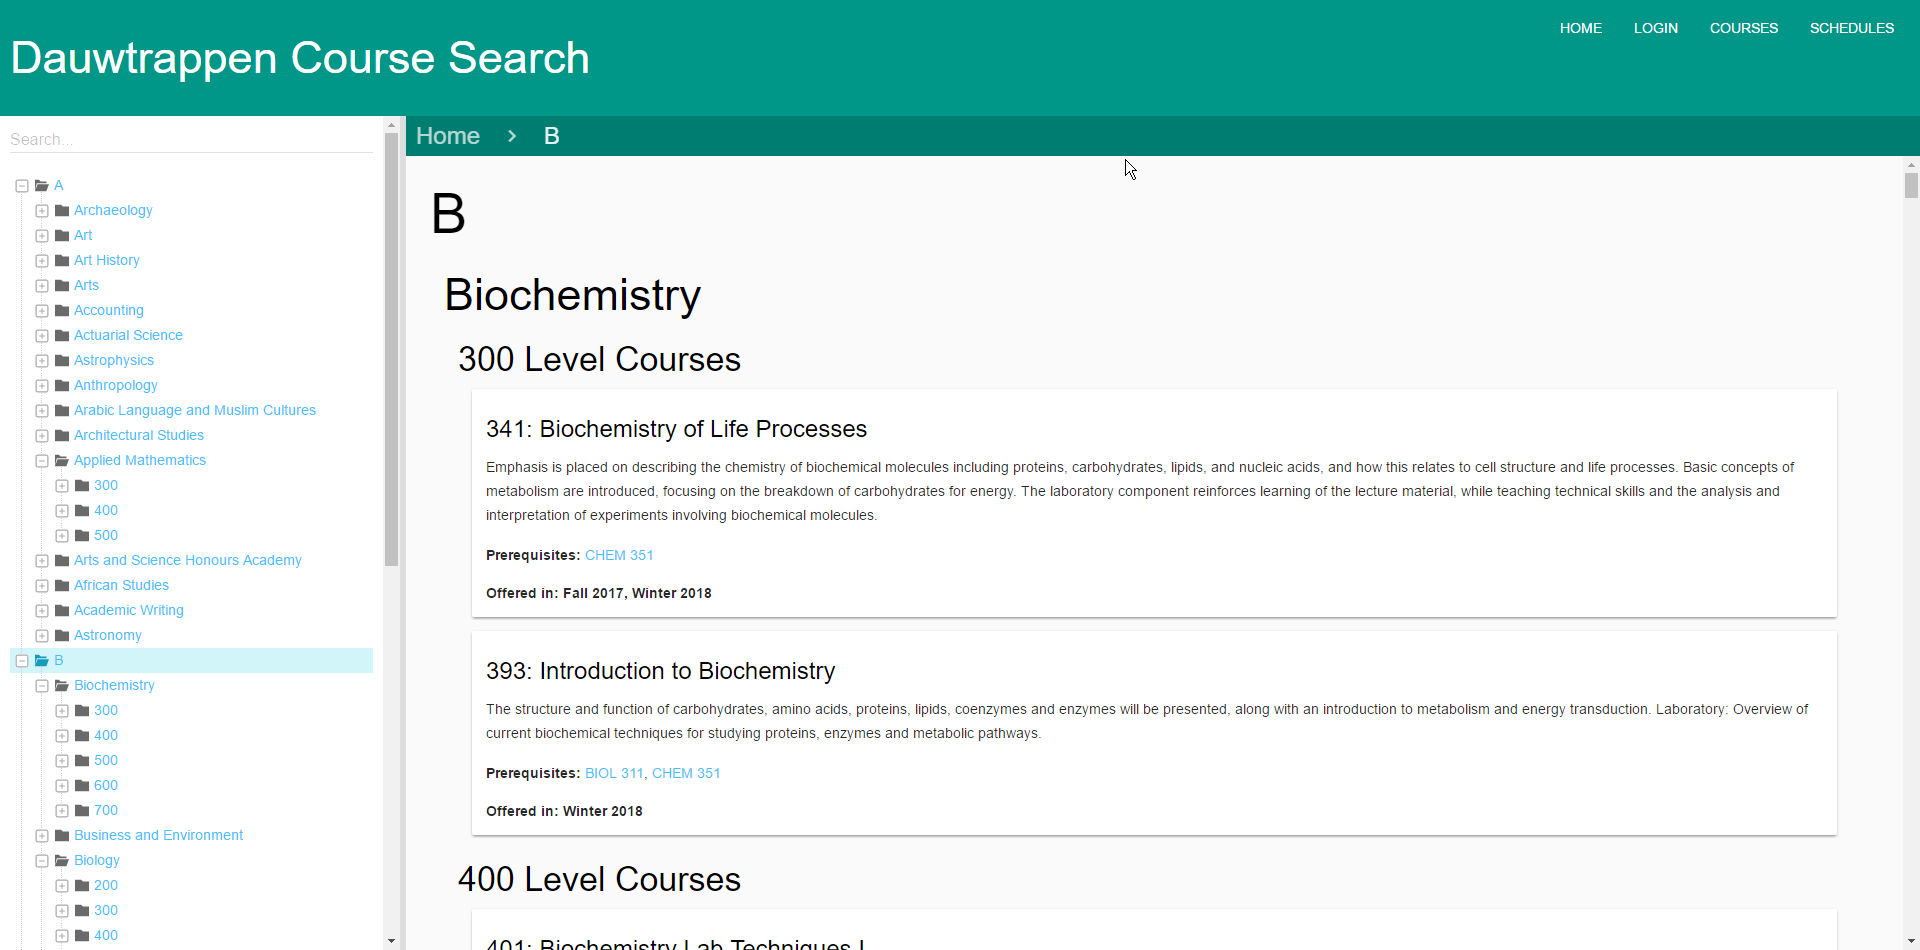 Dauwtrappen Course Search
HOME LOGIN COURSES SCHEDULES
Search...
A
Archaeology
Art
Art History
Arts
Accounting
Actuarial Science
Astrophysics
Anthropology
Arabic Language and Muslim Cultures
Architectural Studies
Applied Mathematics
300
400
500
Arts and Science Honours Academy
African Studies
Academic Writing
Astronomy
B
Biochemistry
300
400
500
600
700
Business and Environment
Biology
200
300
400
Home > B
B
Biochemistry
300 Level Courses
341: Biochemistry of Life Processes
Emphasis is placed on describing the chemistry of biochemical molecules including proteins, carbohydrates, lipids, and nucleic acids, and how this relates to cell structure and life processes. Basic concepts of
metabolism are introduced, focusing on the breakdown of carbohydrates for energy. The laboratory component reinforces learning of the lecture material, while teaching technical skills and the analysis and
interpretation of experiments involving biochemical molecules.
Prerequisites: CHEM 351
Offered in: Fall 2017, Winter 2018
393: Introduction to Biochemistry
The structure and function of carbohydrates, amino acids, proteins, lipids, coenzymes and enzymes will be presented, along with an introduction to metabolism and energy transduction. Laboratory: Overview of
current biochemical techniques for studying proteins, enzymes and metabolic pathways.
Prerequisites: BIOL 311, CHEM 351
Offered in: Winter 2018
400 Level Courses
401: Biochemistry Lab Techniques I